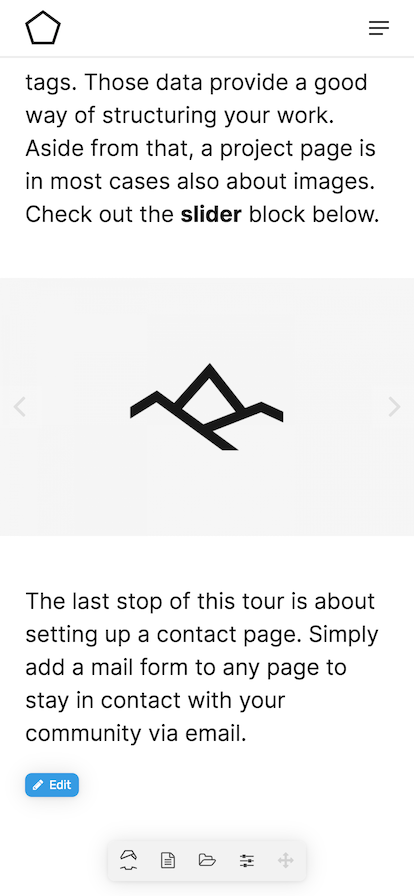 tags. Those data provide a good
way of structuring your work.
Aside from that, a project page is
in most cases also about images.
Check out the slider block below.
The last stop of this tour is about
setting up a contact page. Simply
add a mail form to any page to
stay in contact with your
community via email.
Edit